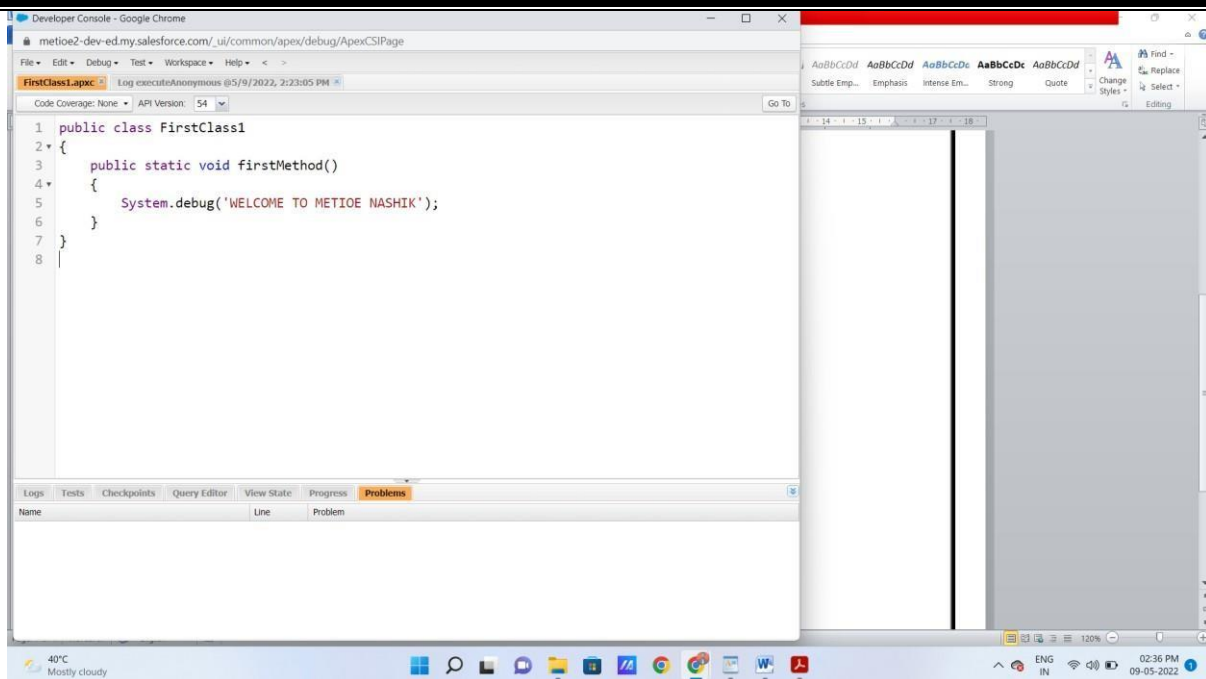 Developer Console - Google Chrome
metioe2-dev-ed.my.salesforce.com/_ui/common/apex/debug/ApexCSIPage
File Edit Debug Test Workspace Help < >
FirstClass1.apxc Log executeAnonymous @5/9/2022, 2:23:05 PM
Code Coverage: None API Version: 54 Go To
1 public class FirstClass1
2 {
3 public static void firstMethod()
4 {
5 System.debug('WELCOME TO METIOE NASHIK');
6 }
7 }
8
Logs Tests Checkpoints Query Editor View State Progress Problems
Name Line Problem
AaBbCcDd AaBbCcDd AaBbCcDc AaBbCcDc AaBbCcDd
Subtle Emp... Emphasis Intense Em... Strong Quote
Change Styles
Find
Replace
Select
Editing
14 15 17 18
120%
40°C
Mostly cloudy
ENG
IN
02:36 PM
09-05-2022
1